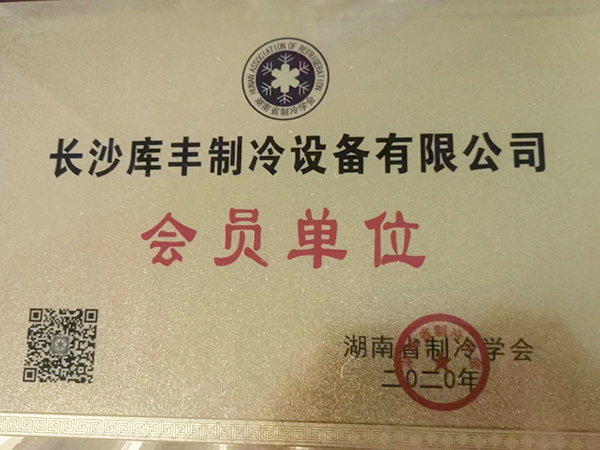 HUNAN ASSOCIATION OF REFRIGERATION
湖南省制冷学会
长沙库丰制冷设备有限公司
会员单位
湖南省制冷学会
二〇二〇年